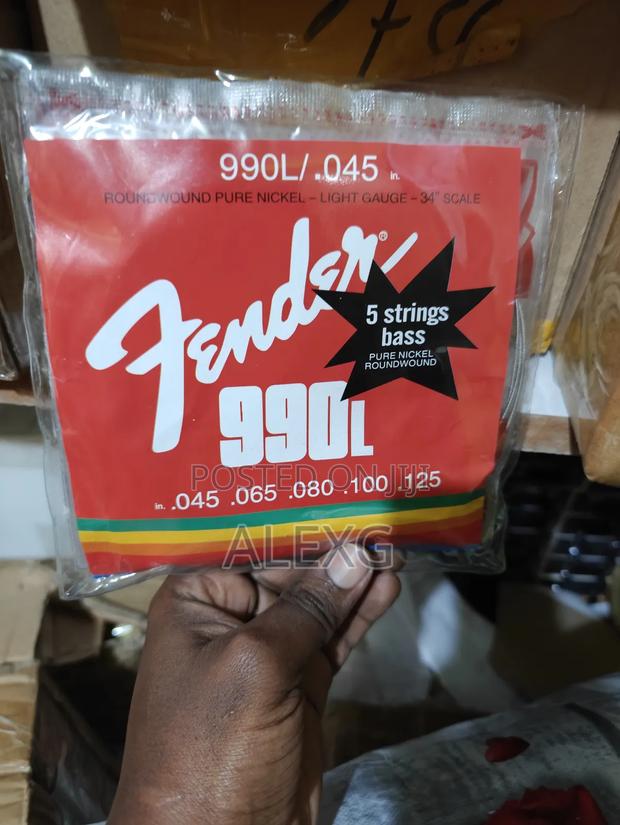 990L/.045 in.
ROUNDWOUND PURE NICKEL – LIGHT GAUGE – 34" SCALE
Fender®
5 strings
bass
PURE NICKEL
ROUNDWOUND
990L
POSTED ON JIJI
in. .045 .065 .080 .100 .125
ALEXG